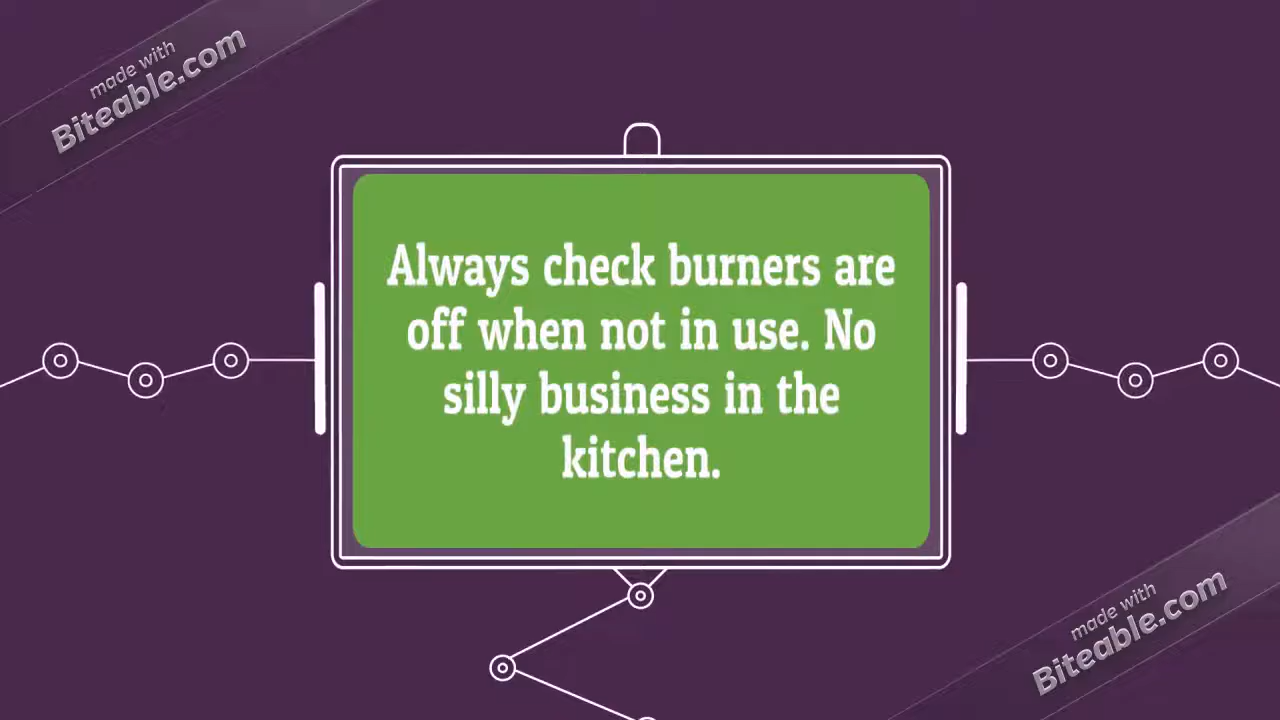 made with
Biteable.com
Always check burners are
off when not in use. No
silly business in the
kitchen.
made with
Biteable.com